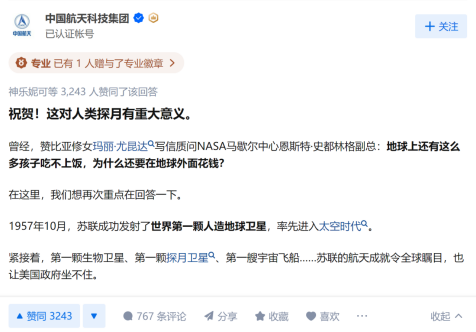 中国航天科技集团
已认证帐号
中国航天
+ 关注
专业 已有 1 人赠与了专业徽章 >
神乐妮可等 3,243 人赞同了该回答
祝贺！这对人类探月有重大意义。
曾经，赞比亚修女玛丽·尤肯达写信质问NASA马歇尔中心恩斯特·史都林格副总：地球上还有这么
多孩子吃不上饭，为什么还要在地球外面花钱？
在这里，我们想再次重点在回答一下。
1957年10月，苏联成功发射了世界第一颗人造地球卫星，率先进入太空时代。
紧接着，第一颗生物卫星、第一颗探月卫星、第一艘宇宙飞船......苏联的航天成就令全球瞩目，也
让美国政府坐不住。
赞同 3243
767 条评论
分享
收藏
喜欢
收起